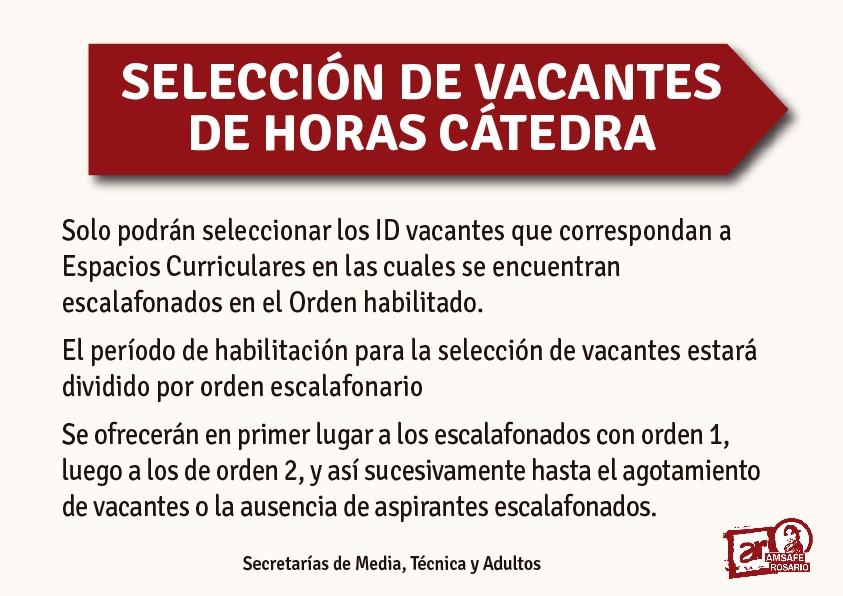 SELECCIÓN DE VACANTES
DE HORAS CÁTEDRA
Solo podrán seleccionar los ID vacantes que correspondan a
Espacios Curriculares en las cuales se encuentran
escalafonados en el Orden habilitado.
El período de habilitación para la selección de vacantes estará
dividido por orden escalafonario
Se ofrecerán en primer lugar a los escalafonados con orden 1,
luego a los de orden 2, y así sucesivamente hasta el agotamiento
de vacantes o la ausencia de aspirantes escalafonados.
Secretarías de Media, Técnica y Adultos
ar
AMSAFE
ROSARIO